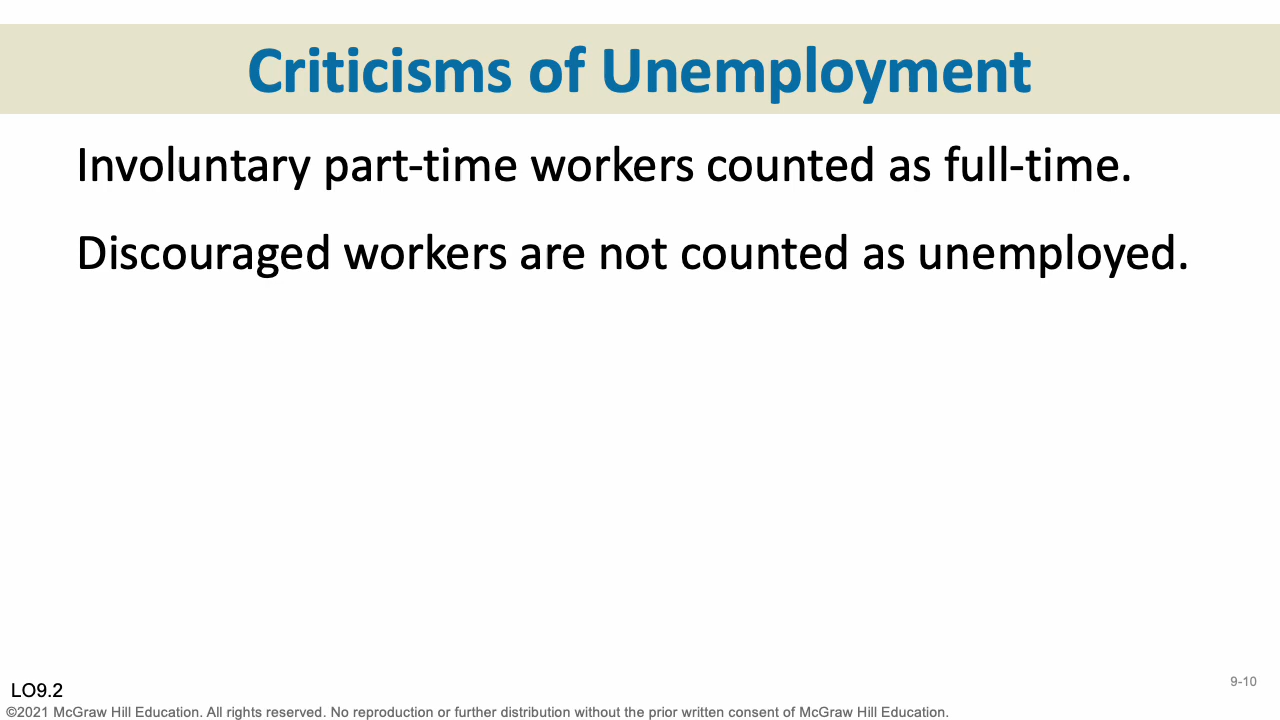 Criticisms of Unemployment
Involuntary part-time workers counted as full-time.
Discouraged workers are not counted as unemployed.
9-10
LO9.2
©2021 McGraw Hill Education. All rights reserved. No reproduction or further distribution without the prior written consent of McGraw Hill Education.